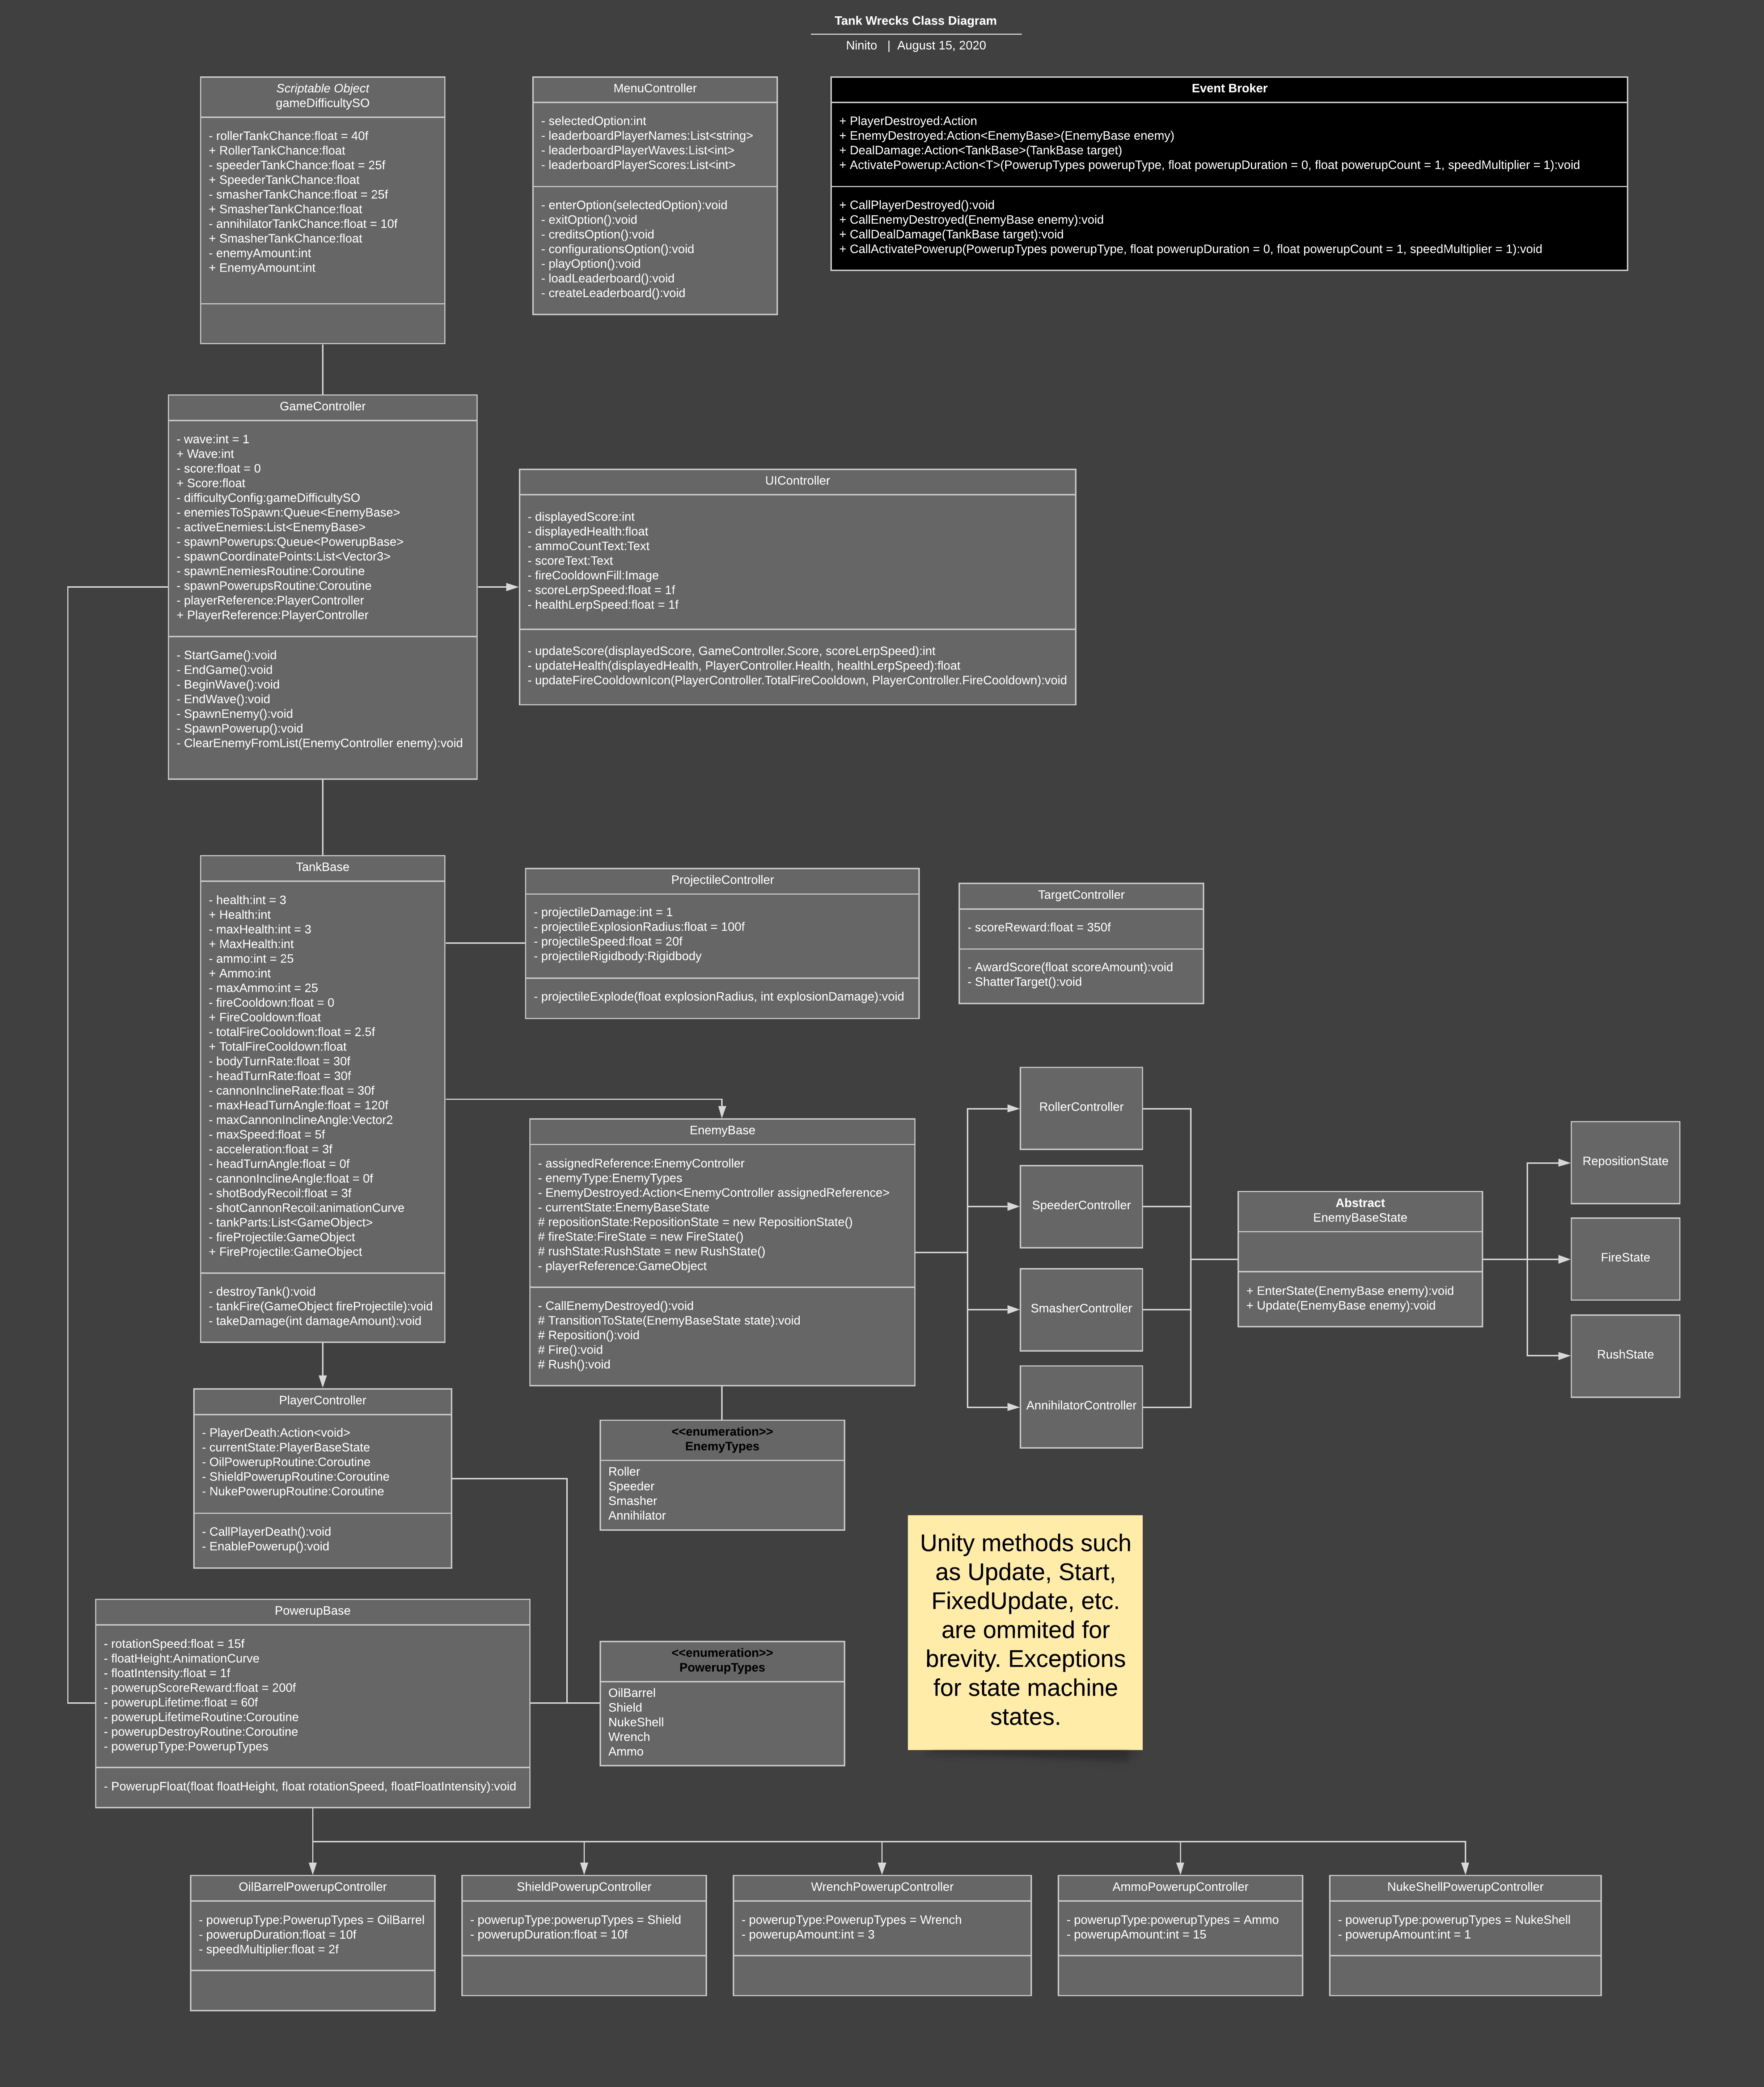 Tank Wrecks Class Diagram
Ninito | August 15, 2020
Scriptable Object
gameDifficultySO
- rollerTankChance:float = 40f
+ RollerTankChance:float
- speederTankChance:float = 25f
+ SpeederTankChance:float
- smasherTankChance:float = 25f
+ SmasherTankChance:float
- annihilatorTankChance:float = 10f
+ SmasherTankChance:float
- enemyAmount:int
+ EnemyAmount:int
MenuController
- selectedOption:int
- leaderboardPlayerNames:List<string>
- leaderboardPlayerWaves:List<int>
- leaderboardPlayerScores:List<int>
- enterOption(selectedOption):void
- exitOption():void
- creditsOption():void
- configurationsOption():void
- playOption():void
- loadLeaderboard():void
- createLeaderboard():void
Event Broker
+ PlayerDestroyed:Action
+ EnemyDestroyed:Action<EnemyBase>(EnemyBase enemy)
+ DealDamage:Action<TankBase>(TankBase target)
+ ActivatePowerup:Action<T>(PowerupTypes powerupType, float powerupDuration = 0, float powerupCount = 1, speedMultiplier = 1):void
+ CallPlayerDestroyed():void
+ CallEnemyDestroyed(EnemyBase enemy):void
+ CallDealDamage(TankBase target):void
+ CallActivatePowerup(PowerupTypes powerupType, float powerupDuration = 0, float powerupCount = 1, speedMultiplier = 1):void
GameController
- wave:int = 1
+ Wave:int
- score:float = 0
+ Score:float
- difficultyConfig:gameDifficultySO
- enemiesToSpawn:Queue<EnemyBase>
- activeEnemies:List<EnemyBase>
- spawnPowerups:Queue<PowerupBase>
- spawnCoordinatePoints:List<Vector3>
- spawnEnemiesRoutine:Coroutine
- spawnPowerupsRoutine:Coroutine
- playerReference:PlayerController
+ PlayerReference:PlayerController
- StartGame():void
- EndGame():void
- BeginWave():void
- EndWave():void
- SpawnEnemy():void
- SpawnPowerup():void
- ClearEnemyFromList(EnemyController enemy):void
UIController
- displayedScore:int
- displayedHealth:float
- ammoCountText:Text
- scoreText:Text
- fireCooldownFill:Image
- scoreLerpSpeed:float = 1f
- healthLerpSpeed:float = 1f
- updateScore(displayedScore, GameController.Score, scoreLerpSpeed):int
- updateHealth(displayedHealth, PlayerController.Health, healthLerpSpeed):float
- updateFireCooldownIcon(PlayerController.TotalFireCooldown, PlayerController.FireCooldown):void
TankBase
- health:int = 3
+ Health:int
- maxHealth:int = 3
+ MaxHealth:int
- ammo:int = 25
+ Ammo:int
- maxAmmo:int = 25
- fireCooldown:float = 0
+ FireCooldown:float
- totalFireCooldown:float = 2.5f
+ TotalFireCooldown:float
- bodyTurnRate:float = 30f
- headTurnRate:float = 30f
- cannonInclineRate:float = 30f
- maxHeadTurnAngle:float = 120f
- maxCannonInclineAngle:Vector2
- maxSpeed:float = 5f
- acceleration:float = 3f
- headTurnAngle:float = 0f
- cannonInclineAngle:float = 0f
- shotBodyRecoil:float = 3f
- shotCannonRecoil:animationCurve
- tankParts:List<GameObject>
- fireProjectile:GameObject
+ FireProjectile:GameObject
- destroyTank():void
- tankFire(GameObject fireProjectile):void
- takeDamage(int damageAmount):void
ProjectileController
- projectileDamage:int = 1
- projectileExplosionRadius:float = 100f
- projectileSpeed:float = 20f
- projectileRigidbody:Rigidbody
- projectileExplode(float explosionRadius, int explosionDamage):void
TargetController
- scoreReward:float = 350f
- AwardScore(float scoreAmount):void
- ShatterTarget():void
EnemyBase
- assignedReference:EnemyController
- enemyType:EnemyTypes
- EnemyDestroyed:Action<EnemyController assignedReference>
- currentState:EnemyBaseState
# repositionState:RepositionState = new RepositionState()
# fireState:FireState = new FireState()
# rushState:RushState = new RushState()
- playerReference:GameObject
- CallEnemyDestroyed():void
# TransitionToState(EnemyBaseState state):void
# Reposition():void
# Fire():void
# Rush():void
RollerController
SpeederController
SmasherController
AnnihilatorController
Abstract
EnemyBaseState
+ EnterState(EnemyBase enemy):void
+ Update(EnemyBase enemy):void
RepositionState
FireState
RushState
PlayerController
- PlayerDeath:Action<void>
- currentState:PlayerBaseState
- OilPowerupRoutine:Coroutine
- ShieldPowerupRoutine:Coroutine
- NukePowerupRoutine:Coroutine
- CallPlayerDeath():void
- EnablePowerup():void
<<enumeration>>
EnemyTypes
Roller
Speeder
Smasher
Annihilator
Unity methods such
as Update, Start,
FixedUpdate, etc.
are ommited for
brevity. Exceptions
for state machine
states.
PowerupBase
- rotationSpeed:float = 15f
- floatHeight:AnimationCurve
- floatIntensity:float = 1f
- powerupScoreReward:float = 200f
- powerupLifetime:float = 60f
- powerupLifetimeRoutine:Coroutine
- powerupDestroyRoutine:Coroutine
- powerupType:PowerupTypes
- PowerupFloat(float floatHeight, float rotationSpeed, floatFloatIntensity):void
<<enumeration>>
PowerupTypes
OilBarrel
Shield
NukeShell
Wrench
Ammo
OilBarrelPowerupController
- powerupType:PowerupTypes = OilBarrel
- powerupDuration:float = 10f
- speedMultiplier:float = 2f
ShieldPowerupController
- powerupType:powerupTypes = Shield
- powerupDuration:float = 10f
WrenchPowerupController
- powerupType:PowerupTypes = Wrench
- powerupAmount:int = 3
AmmoPowerupController
- powerupType:powerupTypes = Ammo
- powerupAmount:int = 15
NukeShellPowerupController
- powerupType:powerupTypes = NukeShell
- powerupAmount:int = 1